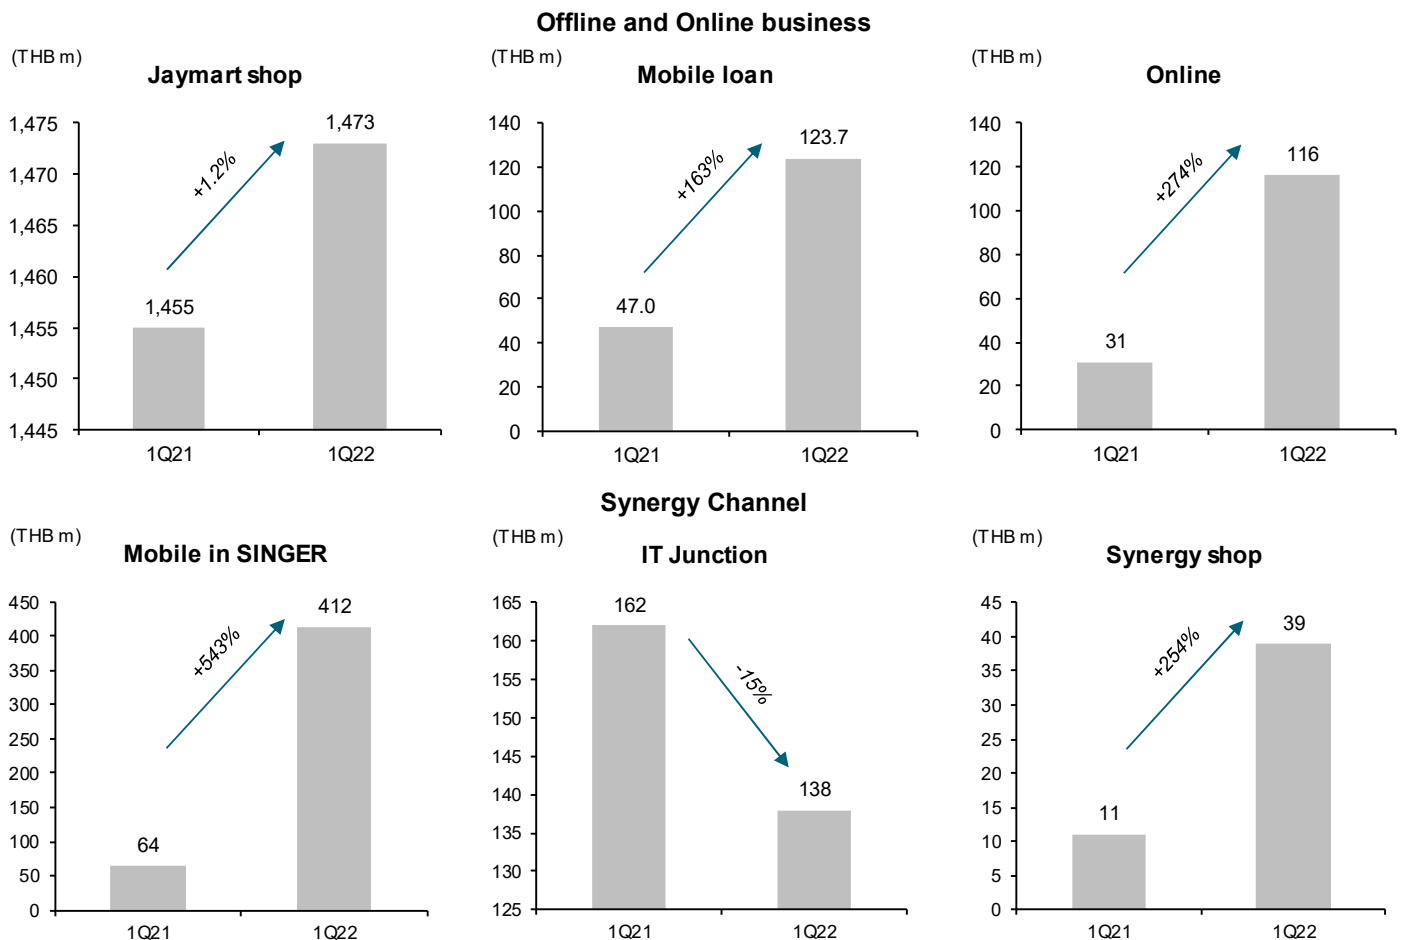 Offline and Online business
(THB m)
Jaymart shop
1,475
1,470
1,465
1,460
1,455
1,450
1,445
1,455
1,473
+1.2%
1Q21
1Q22
(THB m)
Mobile loan
140
120
100
80
60
40
20
0
47.0
123.7
+163%
1Q21
1Q22
(THB m)
Online
140
120
100
80
60
40
20
0
31
116
+274%
1Q21
1Q22
Synergy Channel
(THB m)
Mobile in SINGER
450
400
350
300
250
200
150
100
50
0
64
412
+543%
1Q21
1Q22
(THB m)
IT Junction
165
160
155
150
145
140
135
130
125
162
138
-15%
1Q21
1Q22
(THB m)
Synergy shop
45
40
35
30
25
20
15
10
5
0
11
39
+254%
1Q21
1Q22